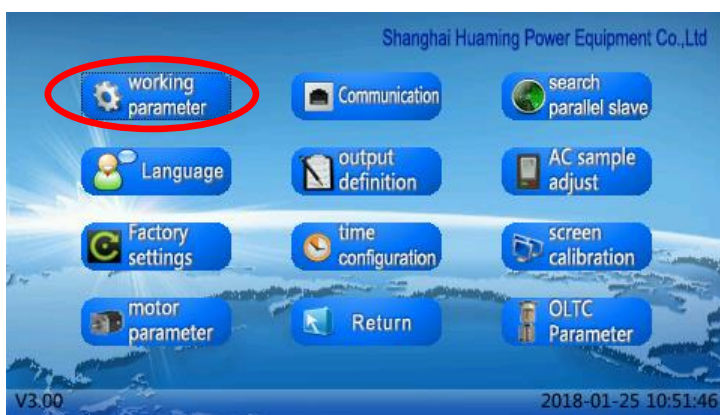 Shanghai Huaming Power Equipment Co.,Ltd
working
parameter
Communication
search
parallel slave
Language
output
definition
AC sample
adjust
Factory
settings
time
configuration
screen
calibration
motor
parameter
Return
OLTC
Parameter
V3.00
2018-01-25 10:51:46